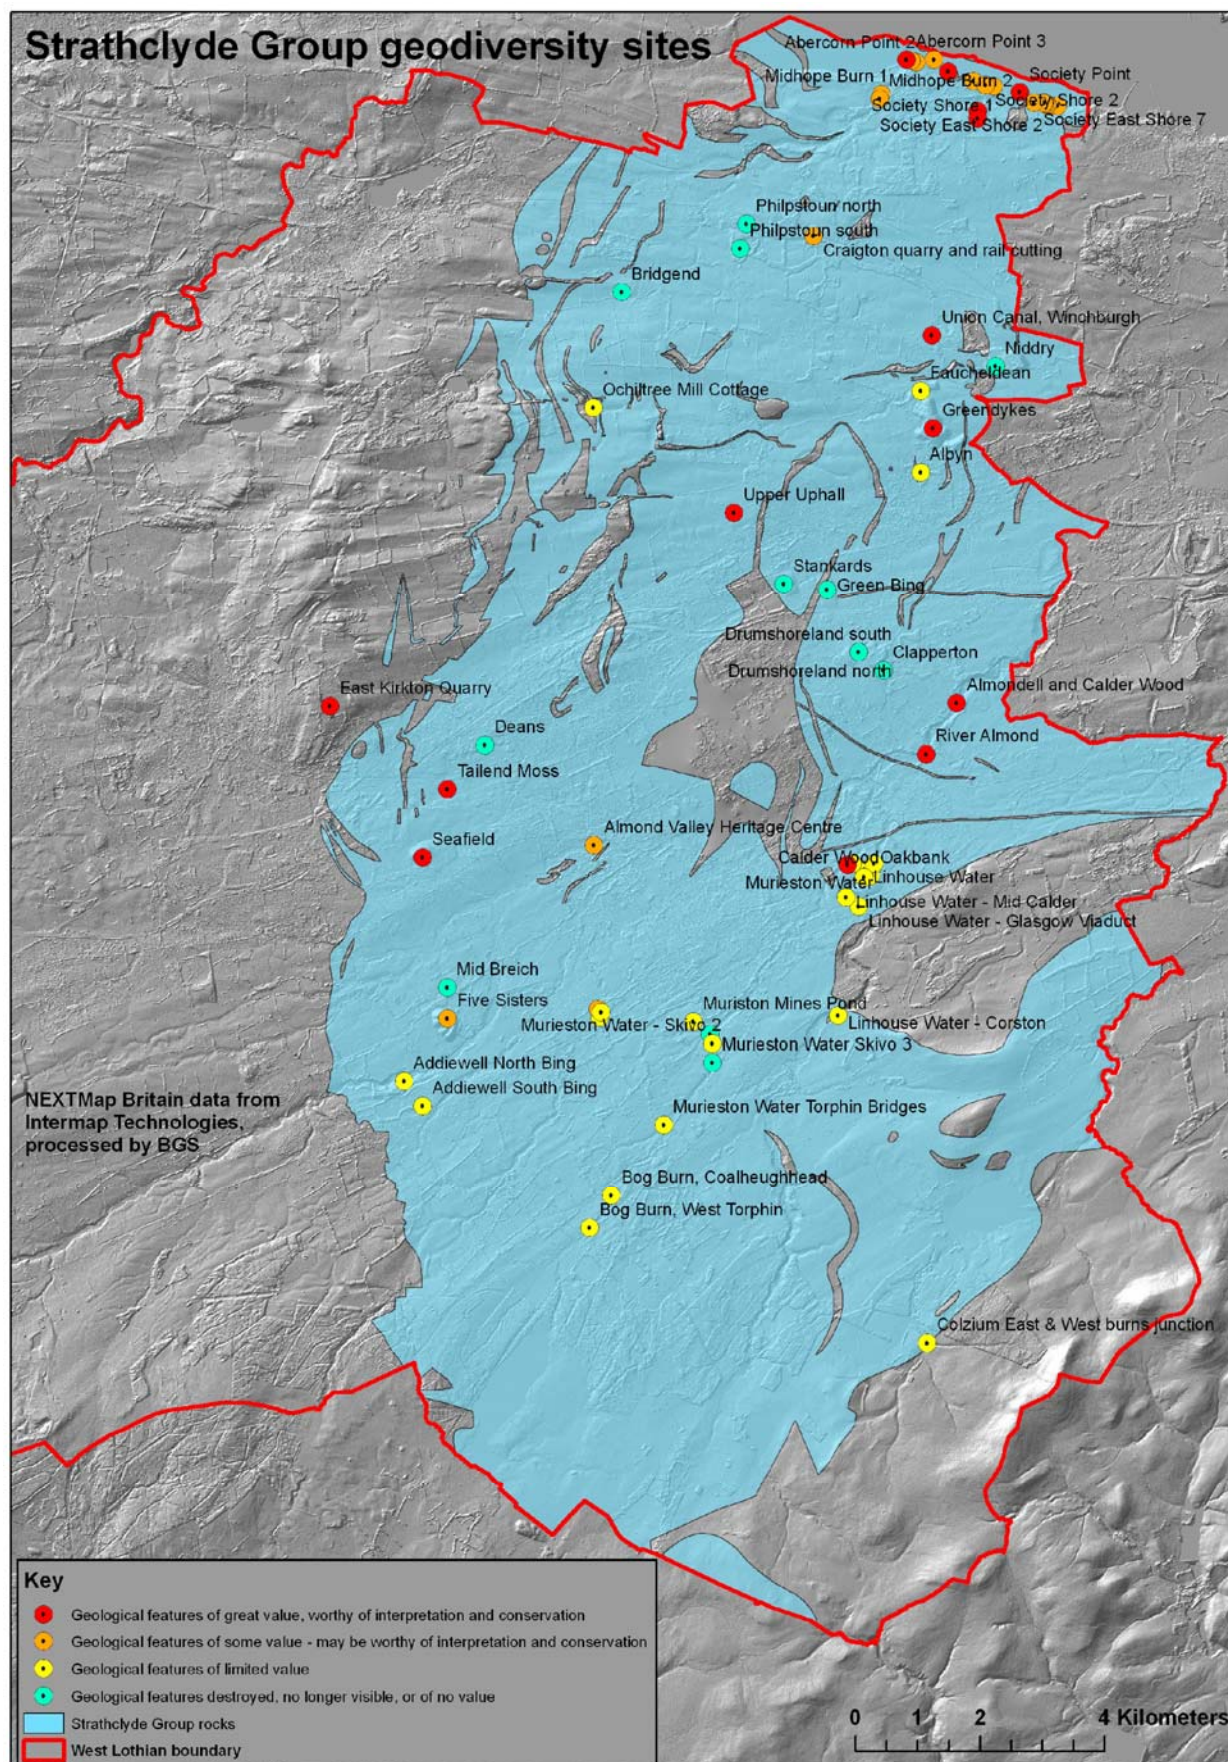 Strathclyde Group geodiversity sites
Abercorn Point 2
Abercorn Point 3
Midhope Burn 1
Midhope Burn 2
Society Point
Society Shore 1
Society Shore 2
Society East Shore 2
Society East Shore 7
Philpstoun north
Philpstoun south
Craigton quarry and rail cutting
Bridgend
Union Canal, Winchburgh
Niddry
Faucheldean
Ochiltree Mill Cottage
Greendykes
Albyn
Upper Uphall
Stankards
Green Bing
Drumshoreland south
Clapperton
Drumshoreland north
East Kirkton Quarry
Almondell and Calder Wood
Deans
River Almond
Tailend Moss
Almond Valley Heritage Centre
Seafield
Calder Wood
Oakbank
Linhouse Water
Murieston Water
Linhouse Water - Mid Calder
Linhouse Water - Glasgow Viaduct
Mid Breich
Five Sisters
Muriston Mines Pond
Murieston Water - Skivo 2
Linhouse Water - Corston
Murieston Water Skivo 3
Addiewell North Bing
Addiewell South Bing
NEXTMap Britain data from
Intermap Technologies,
processed by BGS
Murieston Water Torphin Bridges
Bog Burn, Coalheughhead
Bog Burn, West Torphin
Colzium East & West burns junction
Key
Geological features of great value, worthy of interpretation and conservation
Geological features of some value - may be worthy of interpretation and conservation
Geological features of limited value
Geological features destroyed, no longer visible, or of no value
Strathclyde Group rocks
West Lothian boundary
0 1 2 4 Kilometers